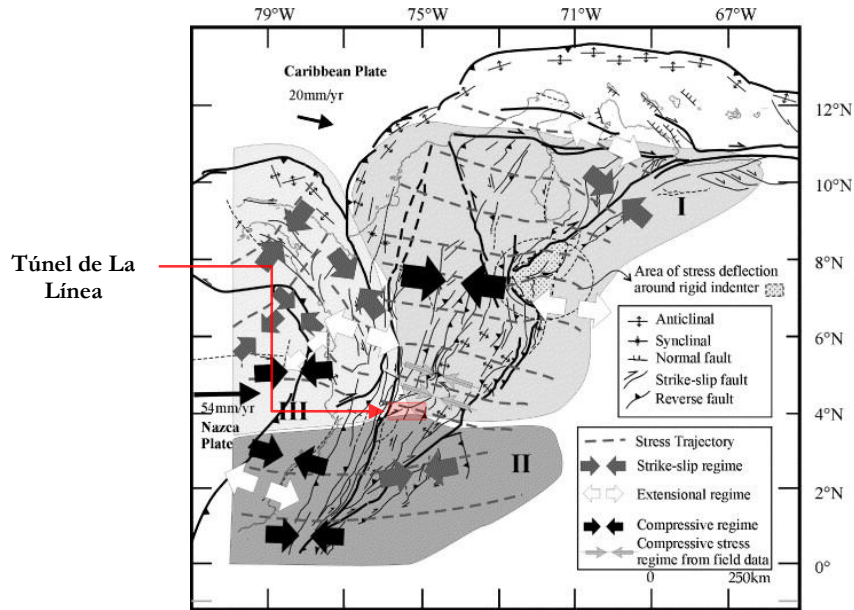 79°W 75°W 71°W 67°W
Caribbean Plate
20mm/yr
12°N
10°N
I
Túnel de La
Línea
8°N
Area of stress deflection
around rigid indenter
Anticlinal
Synclinal
Normal fault
Strike-slip fault
Reverse fault
6°N
54mm/yr
Nazca
Plate
III
4°N
II
Stress Trajectory
Strike-slip regime
Extensional regime
Compressive regime
Compressive stress
regime from field data
0 250km
2°N
0°